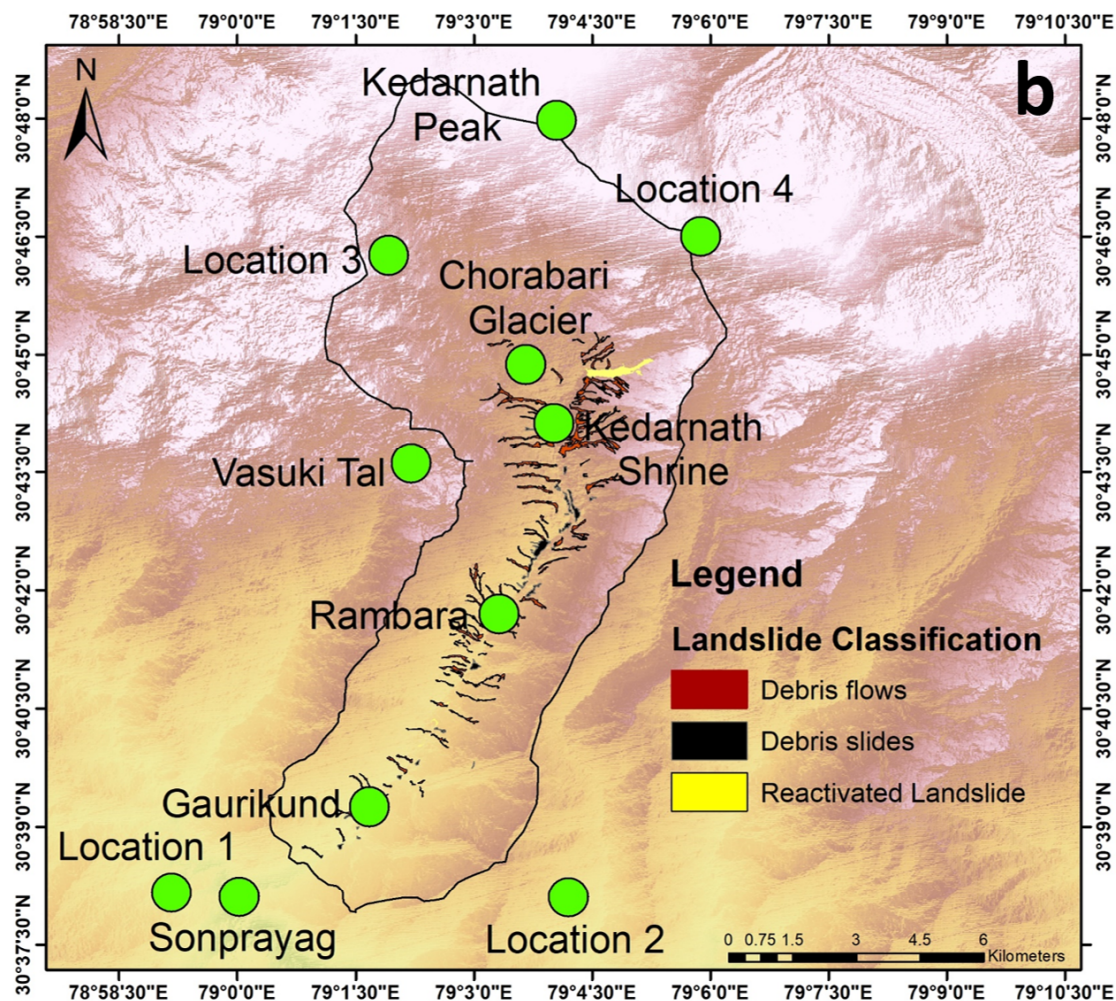 78°58'30"E 79°0'0"E 79°1'30"E 79°3'0"E 79°4'30"E 79°6'0"E 79°7'30"E 79°9'0"E 79°10'30"E
N
b
Kedarnath
Peak
Location 4
Location 3
Chorabari
Glacier
Kedarnath
Shrine
Vasuki Tal
Rambara
Gaurikund
Location 1
Sonprayag
Location 2
Legend
Landslide Classification
Debris flows
Debris slides
Reactivated Landslide
0 0.75 1.5 3 4.5 6
Kilometers
30°48'0"N
30°46'30"N
30°45'0"N
30°43'30"N
30°42'0"N
30°40'30"N
30°39'0"N
30°37'30"N
30°48'0"N
30°46'30"N
30°45'0"N
30°43'30"N
30°42'0"N
30°40'30"N
30°39'0"N
78°58'30"E 79°0'0"E 79°1'30"E 79°3'0"E 79°4'30"E 79°6'0"E 79°7'30"E 79°9'0"E 79°10'30"E